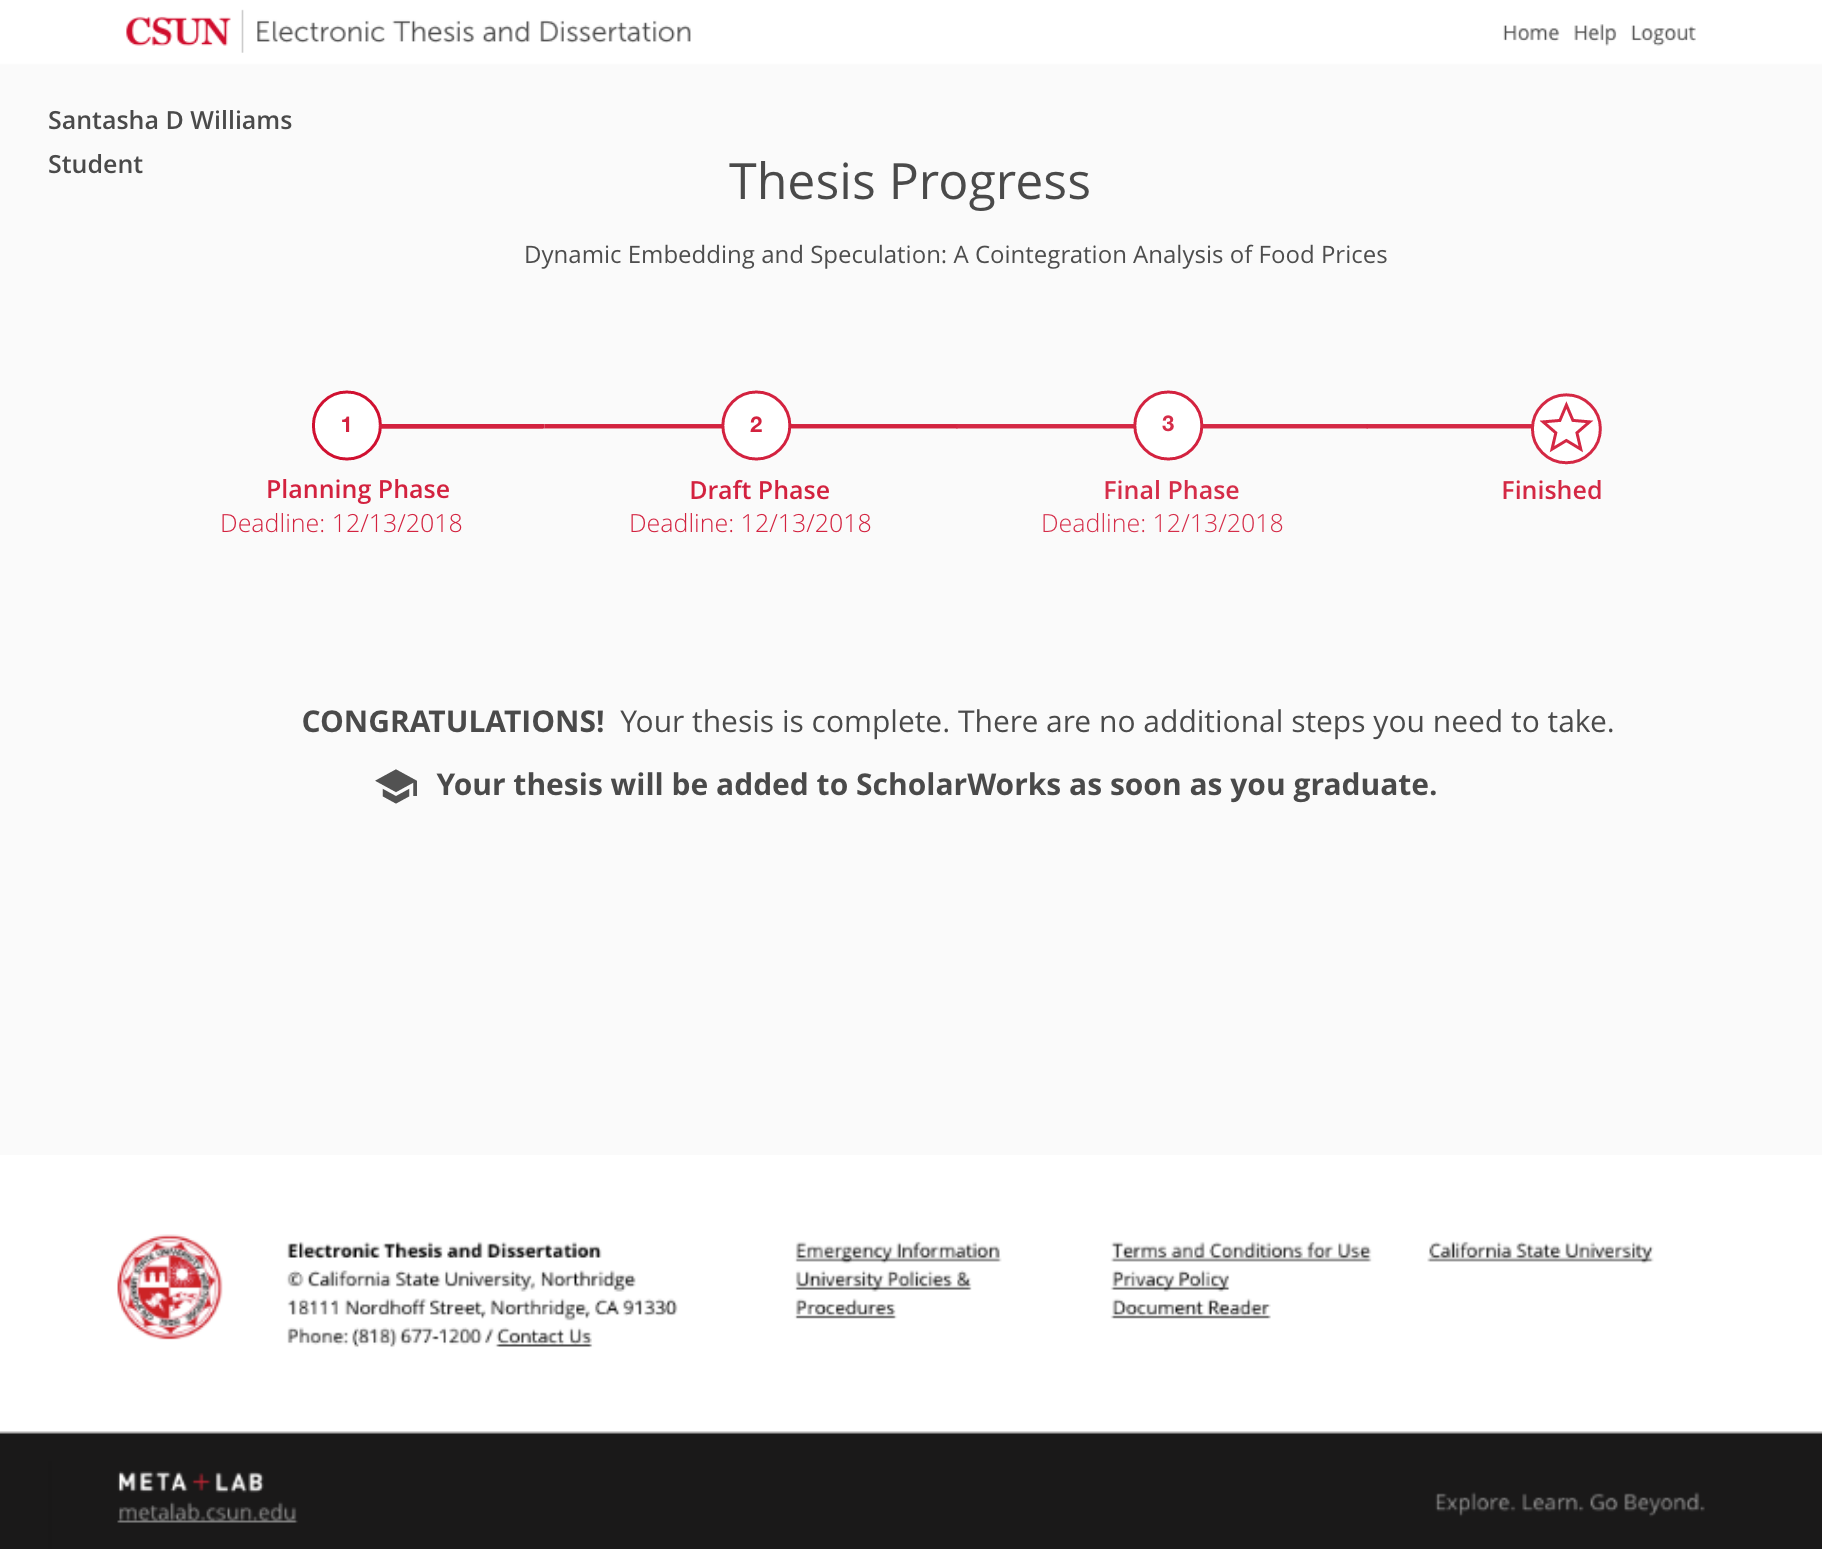 CSUN Electronic Thesis and Dissertation
Home Help Logout
Santasha D Williams
Student
Thesis Progress
Dynamic Embedding and Speculation: A Cointegration Analysis of Food Prices
1 2 3
Planning Phase Draft Phase Final Phase Finished
Deadline: 12/13/2018 Deadline: 12/13/2018 Deadline: 12/13/2018
CONGRATULATIONS! Your thesis is complete. There are no additional steps you need to take.
Your thesis will be added to ScholarWorks as soon as you graduate.
Electronic Thesis and Dissertation
© California State University, Northridge
18111 Nordhoff Street, Northridge, CA 91330
Phone: (818) 677-1200 / Contact Us
Emergency Information
University Policies &
Procedures
Terms and Conditions for Use
Privacy Policy
Document Reader
California State University
META+LAB
metalab.csun.edu
Explore. Learn. Go Beyond.